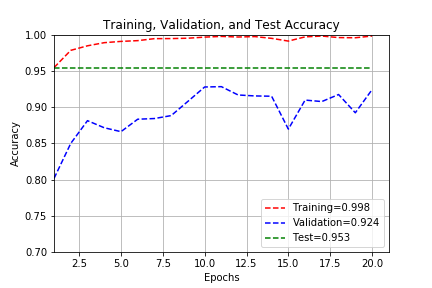 Training, Validation, and Test Accuracy
1.00
0.95
0.90
0.85
0.80
0.75
0.70
Accuracy
Training=0.998
Validation=0.924
Test=0.953
2.5 5.0 7.5 10.0 12.5 15.0 17.5 20.0
Epochs